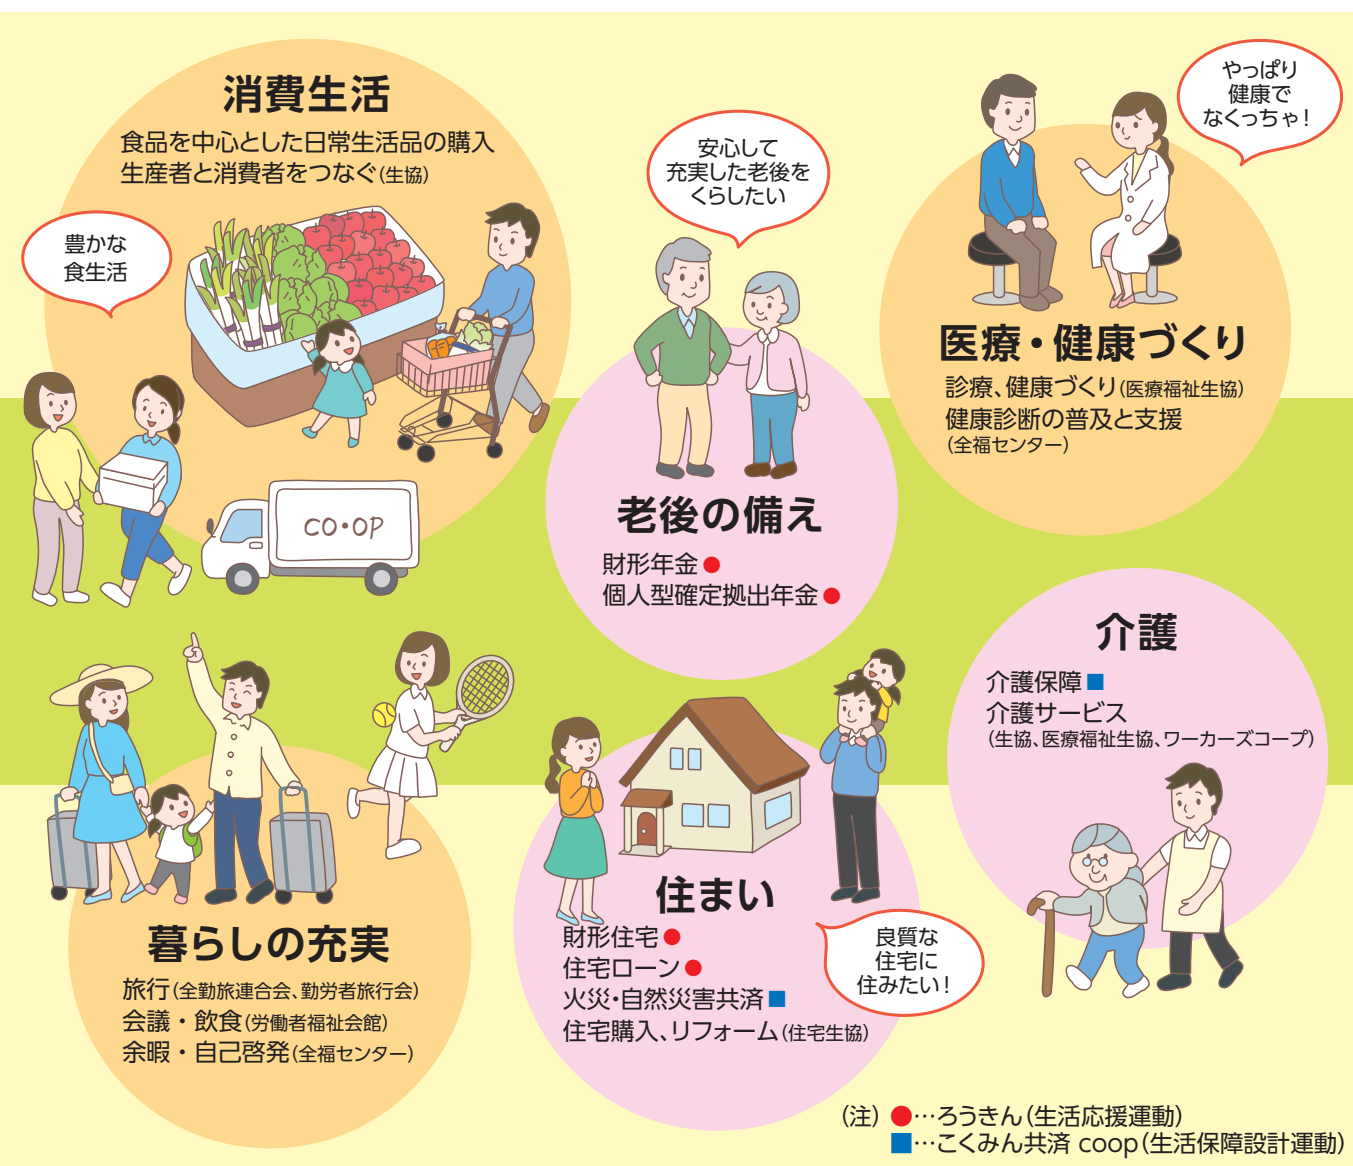 消費生活
食品を中心とした日常生活品の購入
生産者と消費者をつなぐ(生協)
豊かな
食生活
CO・OP
安心して
充実した老後を
くらしたい
老後の備え
財形年金●
個人型確定拠出年金●
やっぱり
健康で
なくっちゃ！
医療・健康づくり
診療、健康づくり(医療福祉生協)
健康診断の普及と支援
(全福センター)
介護
介護保障■
介護サービス
(生協、医療福祉生協、ワーカーズコープ)
暮らしの充実
旅行(全勤旅連合会、勤労者旅行会)
会議・飲食(労働者福祉会館)
余暇・自己啓発(全福センター)
住まい
財形住宅●
住宅ローン●
火災・自然災害共済■
住宅購入、リフォーム(住宅生協)
良質な
住宅に
住みたい！
(注) ●…ろうきん(生活応援運動)
■…こくみん共済 coop(生活保障設計運動)